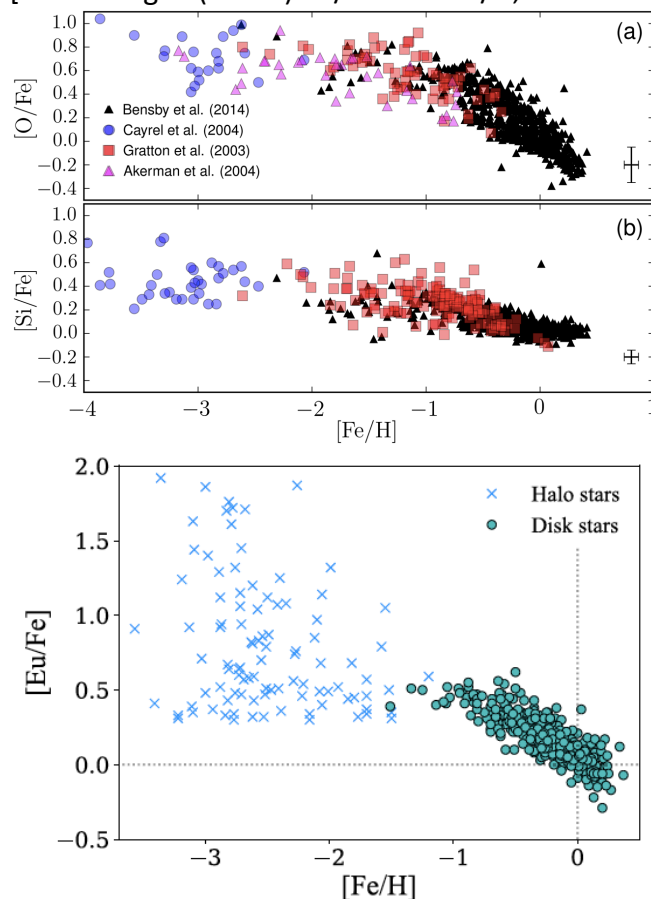 (a)
1.0
0.8
0.6
0.4
0.2
0.0
−0.2
−0.4
[O/Fe]
Bensby et al. (2014)
Cayrel et al. (2004)
Gratton et al. (2003)
Akerman et al. (2004)
(b)
1.0
0.8
0.6
0.4
0.2
0.0
−0.2
−0.4
[Si/Fe]
−4 −3 −2 −1 0
[Fe/H]
2.0
1.5
1.0
0.5
0.0
−0.5
[Eu/Fe]
Halo stars
Disk stars
−3 −2 −1 0
[Fe/H]